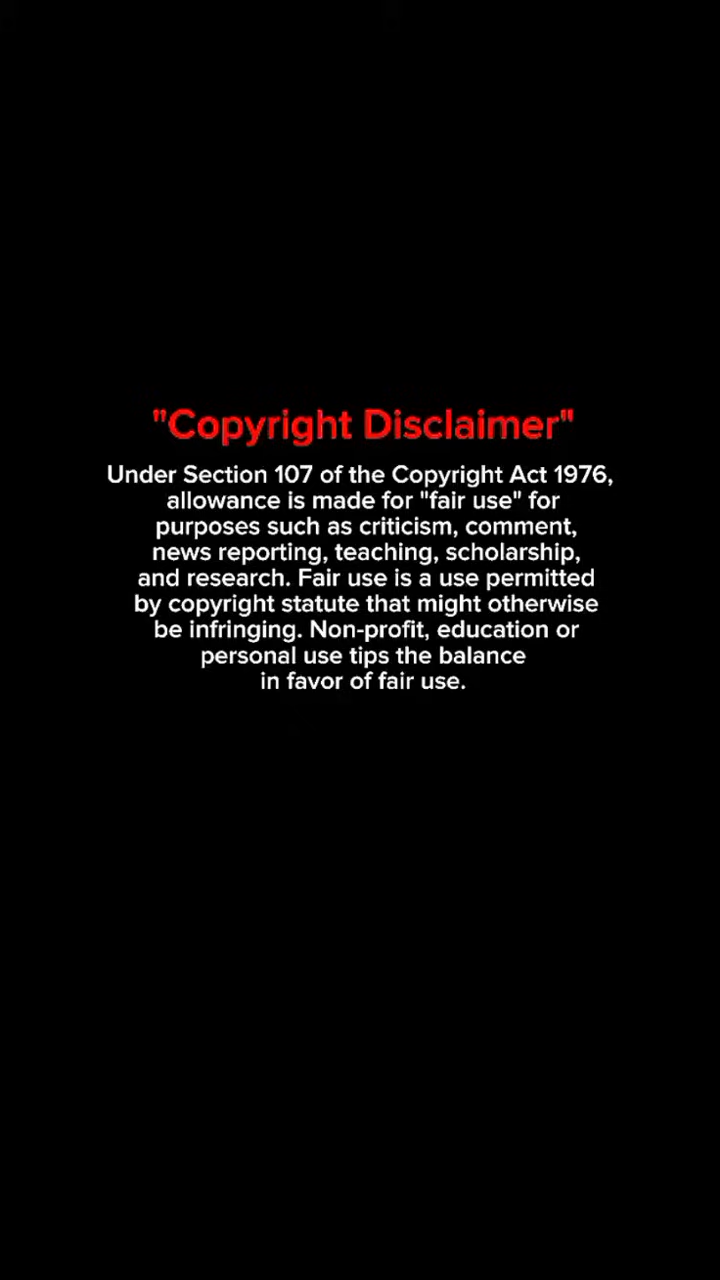 "Copyright Disclaimer"
Under Section 107 of the Copyright Act 1976,
allowance is made for "fair use" for
purposes such as criticism, comment,
news reporting, teaching, scholarship,
and research. Fair use is a use permitted
by copyright statute that might otherwise
be infringing. Non-profit, education or
personal use tips the balance
in favor of fair use.